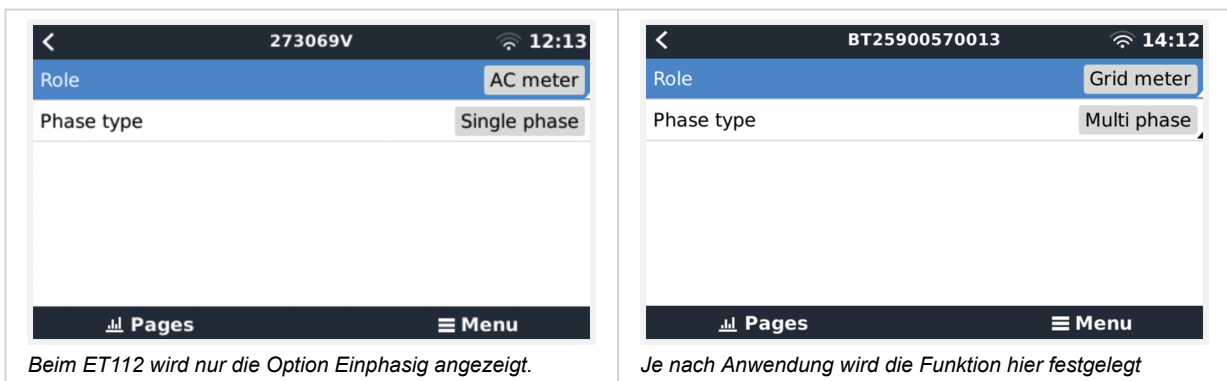 273069V 12:13
Role AC meter
Phase type Single phase
Pages Menu
Beim ET112 wird nur die Option Einphasig angezeigt.
BT25900570013 14:12
Role Grid meter
Phase type Multi phase
Pages Menu
Je nach Anwendung wird die Funktion hier festgelegt